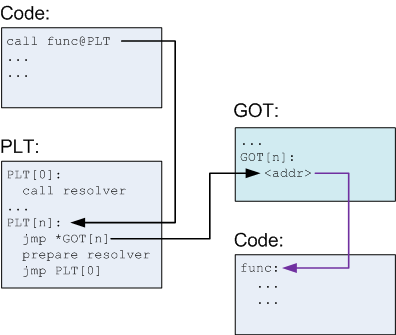 Code:
call func@PLT
...
...
PLT:
PLT[0]:
call resolver
...
PLT[n]:
jmp *GOT[n]
prepare resolver
jmp PLT[0]
GOT:
...
GOT[n]:
<addr>
Code:
func:
...
...